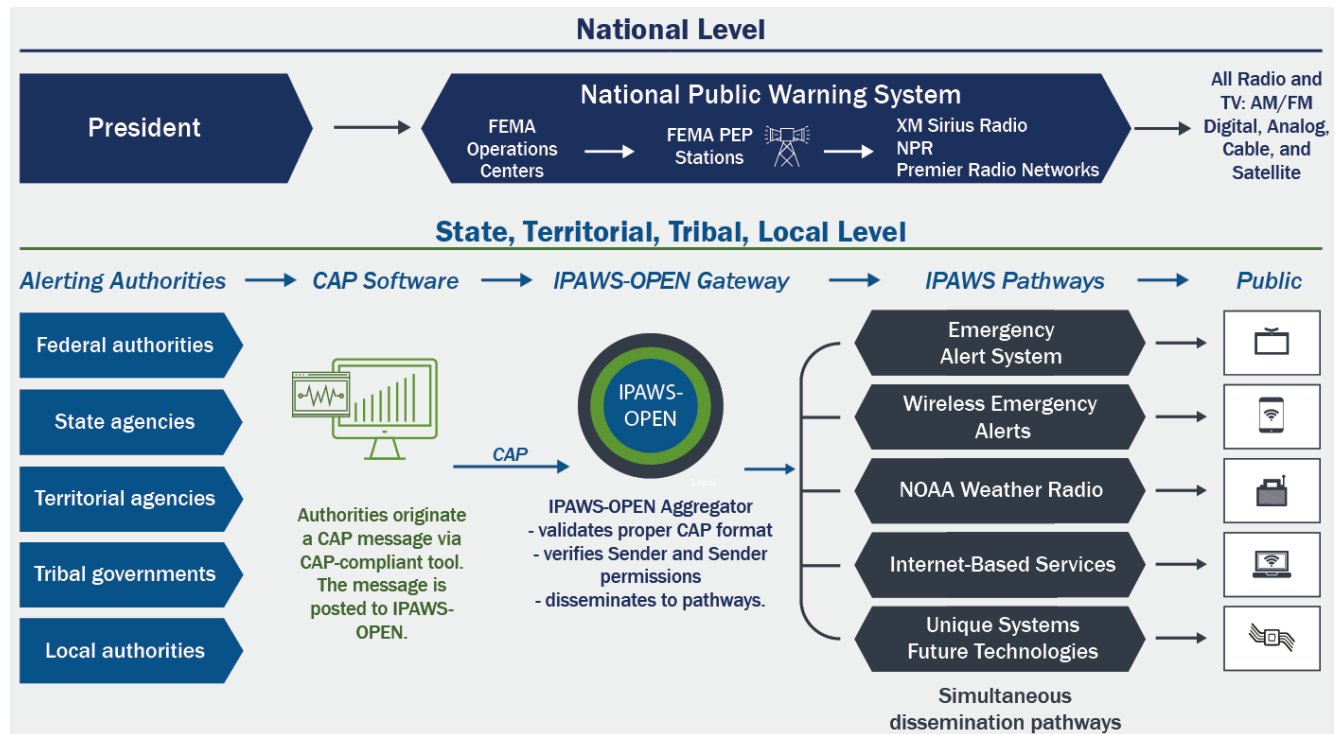 National Level
President
National Public Warning System
FEMA
Operations
Centers
FEMA PEP
Stations
XM Sirius Radio
NPR
Premier Radio Networks
All Radio and
TV: AM/FM
Digital, Analog,
Cable, and
Satellite
State, Territorial, Tribal, Local Level
Alerting Authorities
CAP Software
IPAWS-OPEN Gateway
IPAWS Pathways
Public
Federal authorities
State agencies
Territorial agencies
Tribal governments
Local authorities
Authorities originate
a CAP message via
CAP-compliant tool.
The message is
posted to IPAWS-
OPEN.
CAP
IPAWS-
OPEN
Local
IPAWS-OPEN Aggregator
- validates proper CAP format
- verifies Sender and Sender
permissions
- disseminates to pathways.
Emergency
Alert System
Wireless Emergency
Alerts
NOAA Weather Radio
Internet-Based Services
Unique Systems
Future Technologies
Simultaneous
dissemination pathways